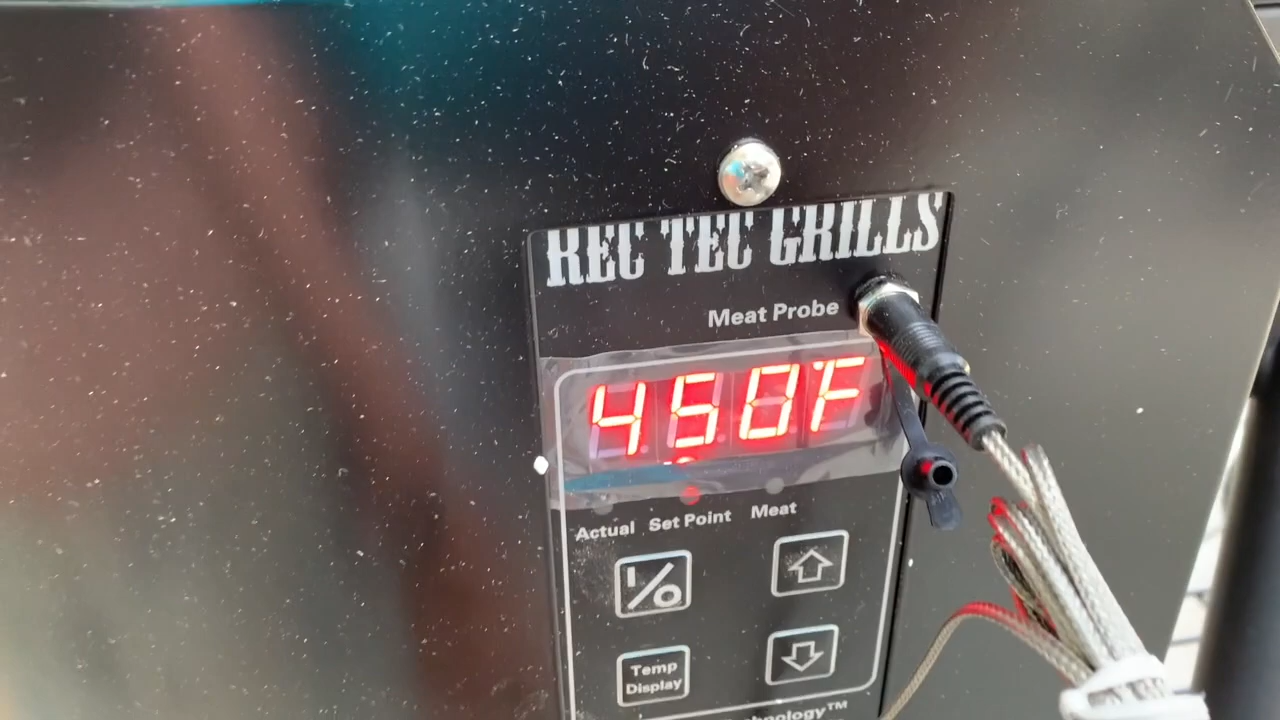 REC TEC GRILLS
Meat Probe
450F
Actual Set Point Meat
I/O
Temp
Display